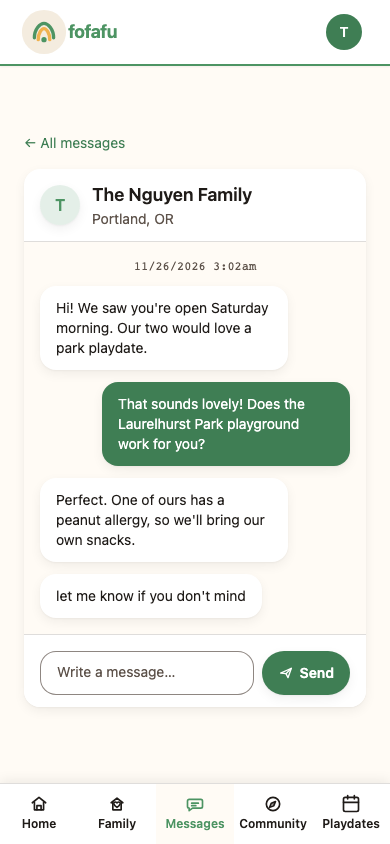 fofafu
T
← All messages
T
The Nguyen Family
Portland, OR
11/26/2026 3:02am
Hi! We saw you're open Saturday
morning. Our two would love a
park playdate.
That sounds lovely! Does the
Laurelhurst Park playground
work for you?
Perfect. One of ours has a
peanut allergy, so we'll bring our
own snacks.
let me know if you don't mind
Write a message...
Send
Home
Family
Messages
Community
Playdates